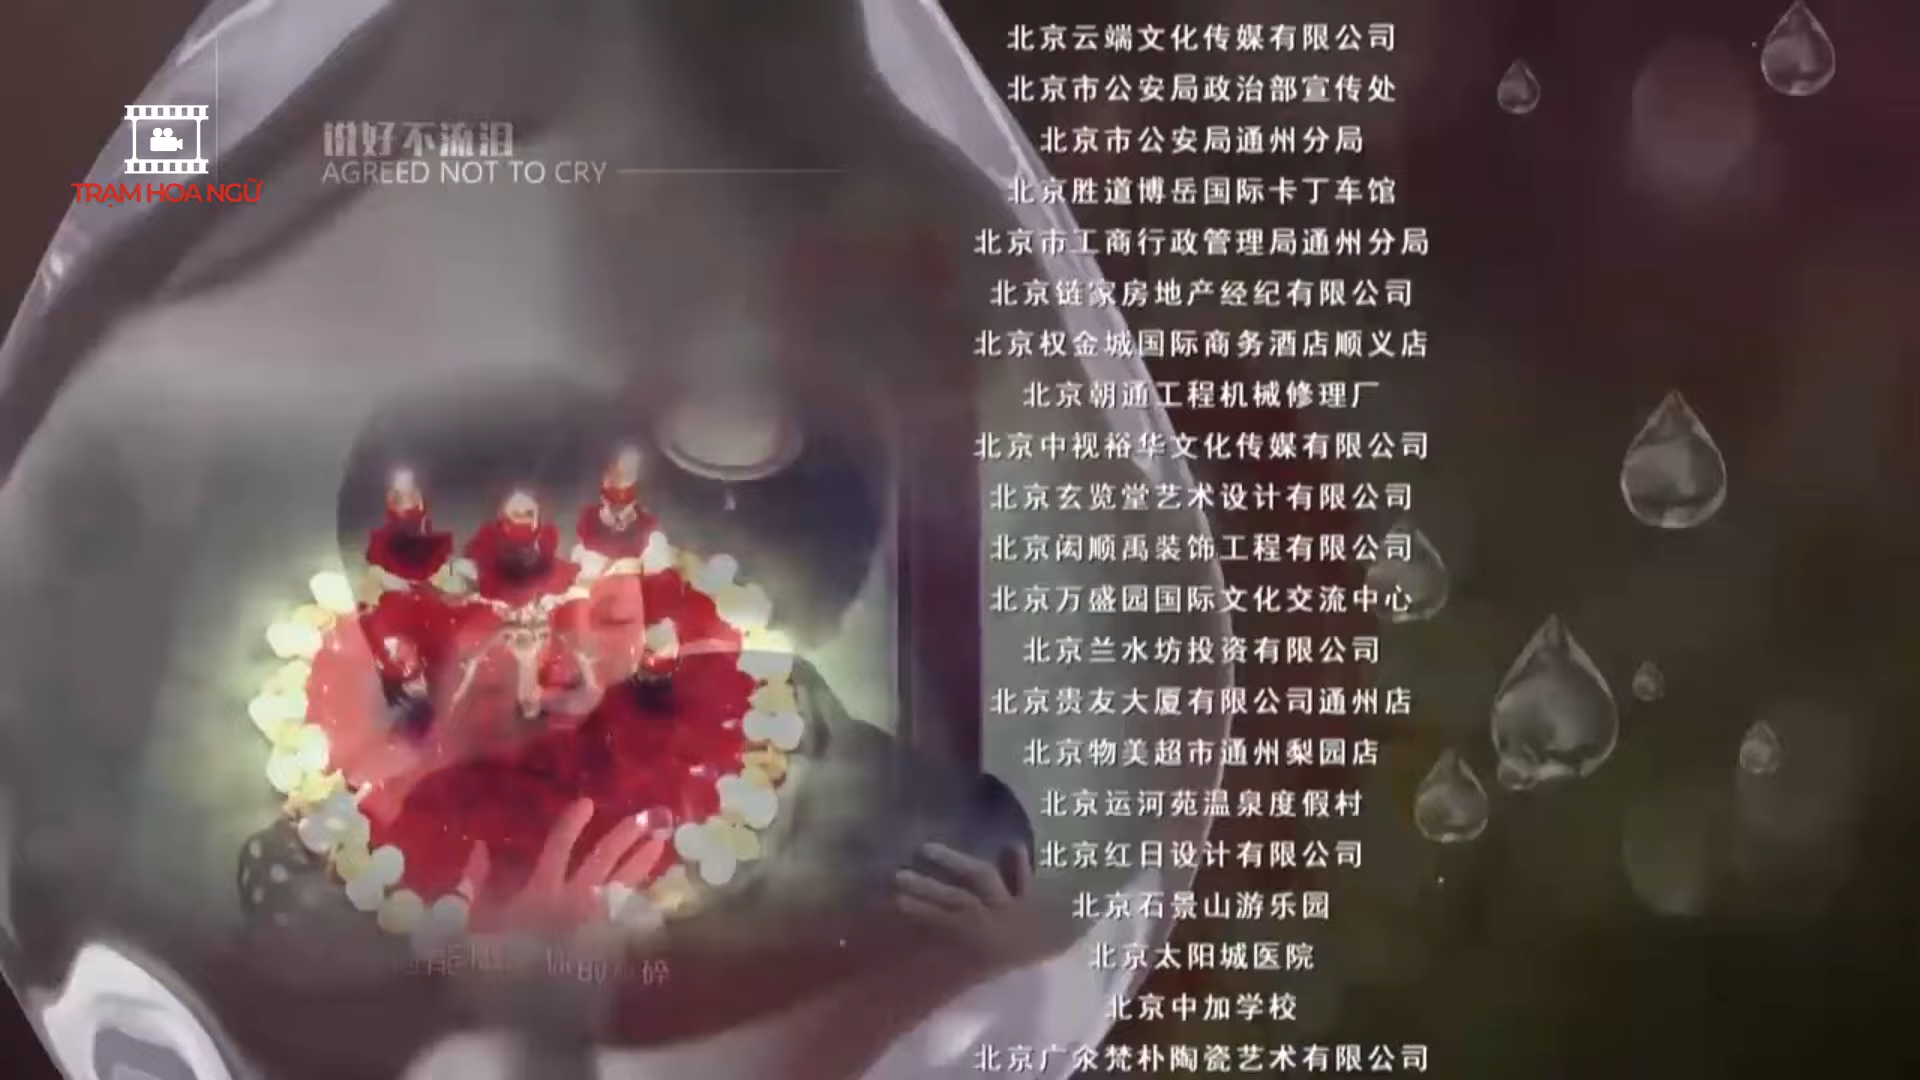 TRẠM HOA NGỮ
说好不流泪
AGREED NOT TO CRY
北京云端文化传媒有限公司
北京市公安局政治部宣传处
北京市公安局通州分局
北京胜道博岳国际卡丁车馆
北京市工商行政管理局通州分局
北京链家房地产经纪有限公司
北京权金城国际商务酒店顺义店
北京朝通工程机械修理厂
北京中视裕华文化传媒有限公司
北京玄览堂艺术设计有限公司
北京闳顺禹装饰工程有限公司
北京万盛园国际文化交流中心
北京兰水坊投资有限公司
北京贵友大厦有限公司通州店
北京物美超市通州梨园店
北京运河苑温泉度假村
北京红日设计有限公司
北京石景山游乐园
北京太阳城医院
北京中加学校
北京广汆梵朴陶瓷艺术有限公司